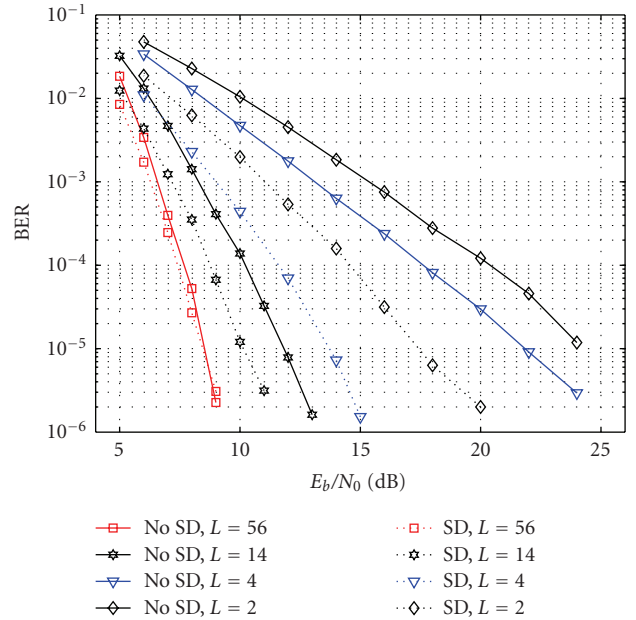 10⁻¹
10⁻²
10⁻³
10⁻⁴
10⁻⁵
10⁻⁶
BER
5 10 15 20 25
E_b/N_0 (dB)
No SD, L = 56
No SD, L = 14
No SD, L = 4
No SD, L = 2
SD, L = 56
SD, L = 14
SD, L = 4
SD, L = 2